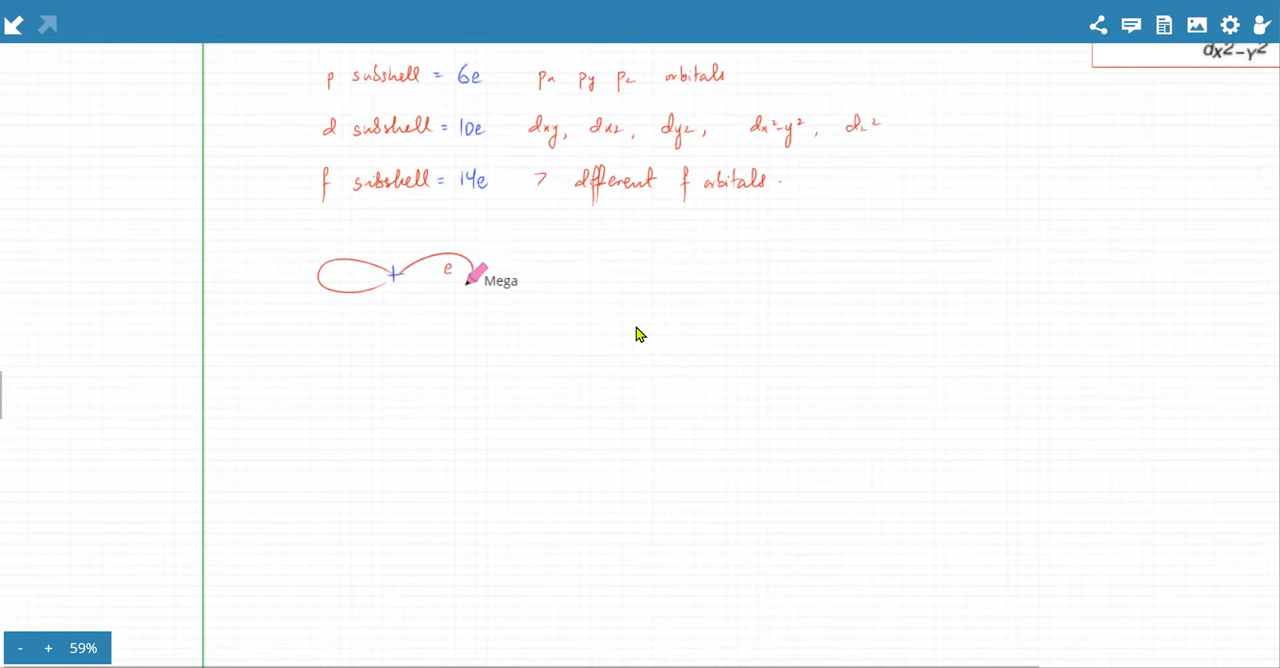 dx2-y2
p subshell = 6e px py pz orbitals
d subshell = 10e dxy, dxz, dyz, dx²-y², dz²
f subshell = 14e 7 different f orbitals.
+ e
Mega
- + 59%